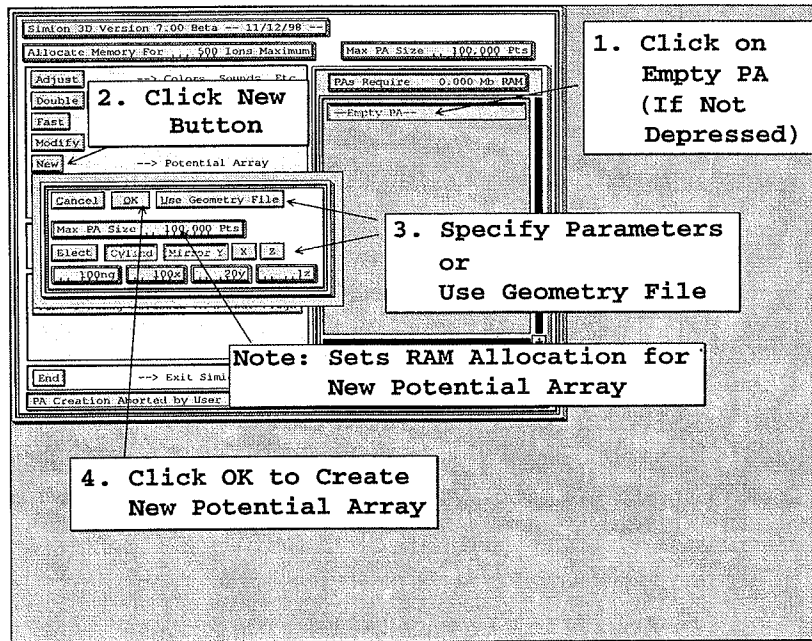 Simion 3D Version 7.00 Beta -- 11/12/98 --
Allocate Memory For 500 Ions Maximum
Max PA Size 100,000 Pts
1. Click on
Empty PA
(If Not
Depressed)
Adjust --> Colors, Sounds, Etc
PAs Require 0.000 Mb RAM
Double
2. Click New
Button
--Empty PA--
Fast
Modify
New --> Potential Array
Cancel OK Use Geometry File
Max PA Size 100,000 Pts
3. Specify Parameters
or
Use Geometry File
Elect Cylind Mirror Y X Z
100ng 100x 20y 1z
Note: Sets RAM Allocation for
New Potential Array
End --> Exit Simi
PA Creation Aborted by User
4. Click OK to Create
New Potential Array